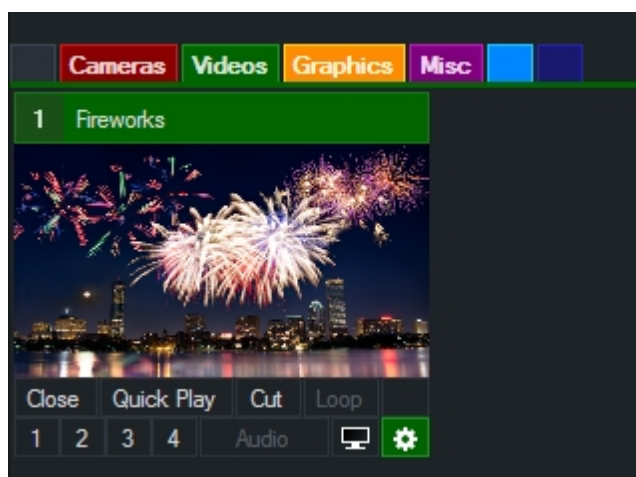 Cameras Videos Graphics Misc
1 Fireworks
Close Quick Play Cut Loop
1 2 3 4 Audio